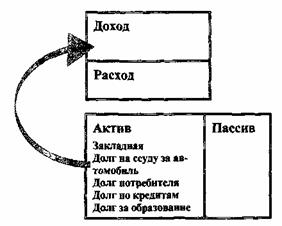 Доход
Расход
Актив
Пассив
Закладная
Долг на ссуду за ав-
томобиль
Долг потребителя
Долг по кредитам
Долг за образование